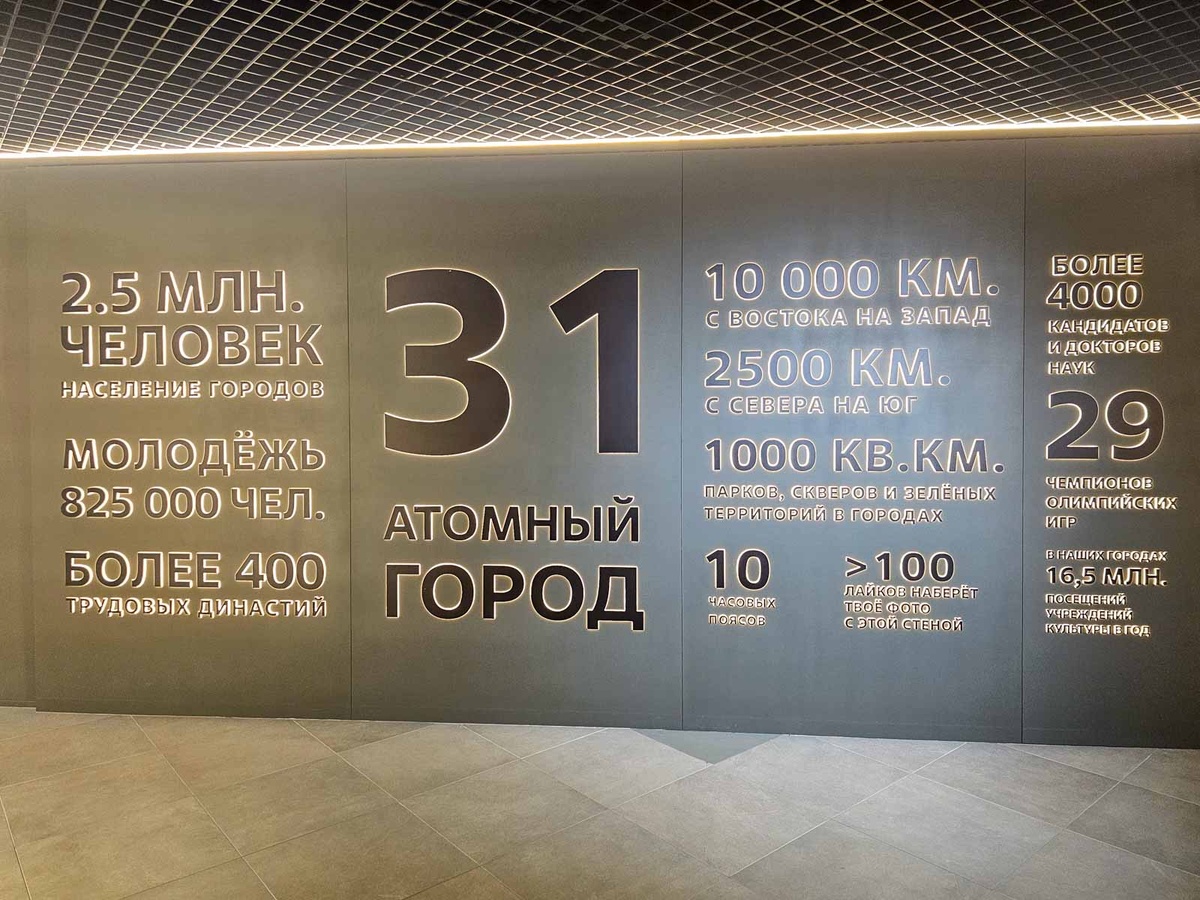 2.5 МЛН.
ЧЕЛОВЕК
НАСЕЛЕНИЕ ГОРОДОВ
МОЛОДЁЖЬ
825 000 ЧЕЛ.
БОЛЕЕ 400
ТРУДОВЫХ ДИНАСТИЙ
31
АТОМНЫЙ
ГОРОД
10 000 КМ.
С ВОСТОКА НА ЗАПАД
2500 КМ.
С СЕВЕРА НА ЮГ
1000 КВ.КМ.
ПАРКОВ, СКВЕРОВ И ЗЕЛЁНЫХ
ТЕРРИТОРИЙ В ГОРОДАХ
10
ЧАСОВЫХ
ПОЯСОВ
>100
ЛАЙКОВ НАБЕРЁТ
ТВОЁ ФОТО
С ЭТОЙ СТЕНОЙ
БОЛЕЕ
4000
КАНДИДАТОВ
И ДОКТОРОВ
НАУК
29
ЧЕМПИОНОВ
ОЛИМПИЙСКИХ
ИГР
В НАШИХ ГОРОДАХ
16,5 МЛН.
ПОСЕЩЕНИЙ
УЧРЕЖДЕНИЙ
КУЛЬТУРЫ В ГОД